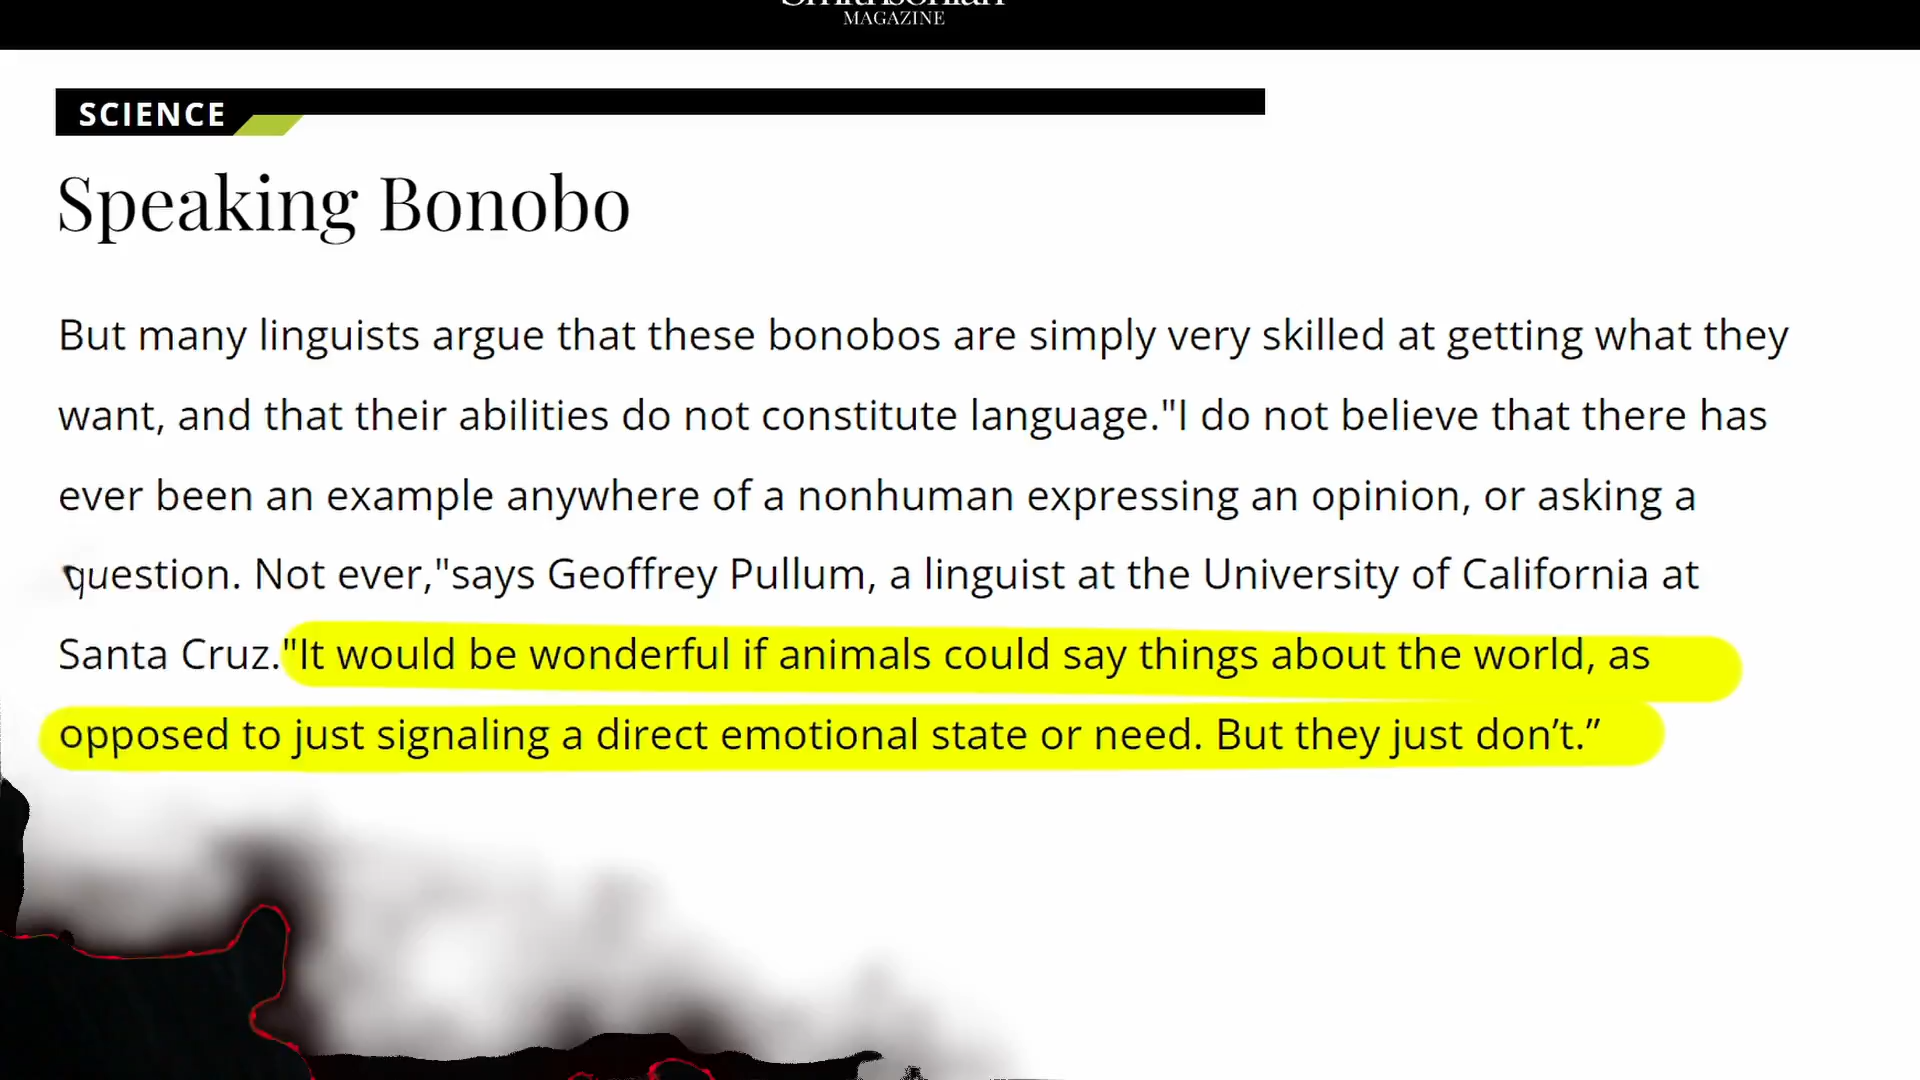 MAGAZINE
SCIENCE
Speaking Bonobo
But many linguists argue that these bonobos are simply very skilled at getting what they
want, and that their abilities do not constitute language."I do not believe that there has
ever been an example anywhere of a nonhuman expressing an opinion, or asking a
question. Not ever,"says Geoffrey Pullum, a linguist at the University of California at
Santa Cruz."It would be wonderful if animals could say things about the world, as
opposed to just signaling a direct emotional state or need. But they just don’t.”